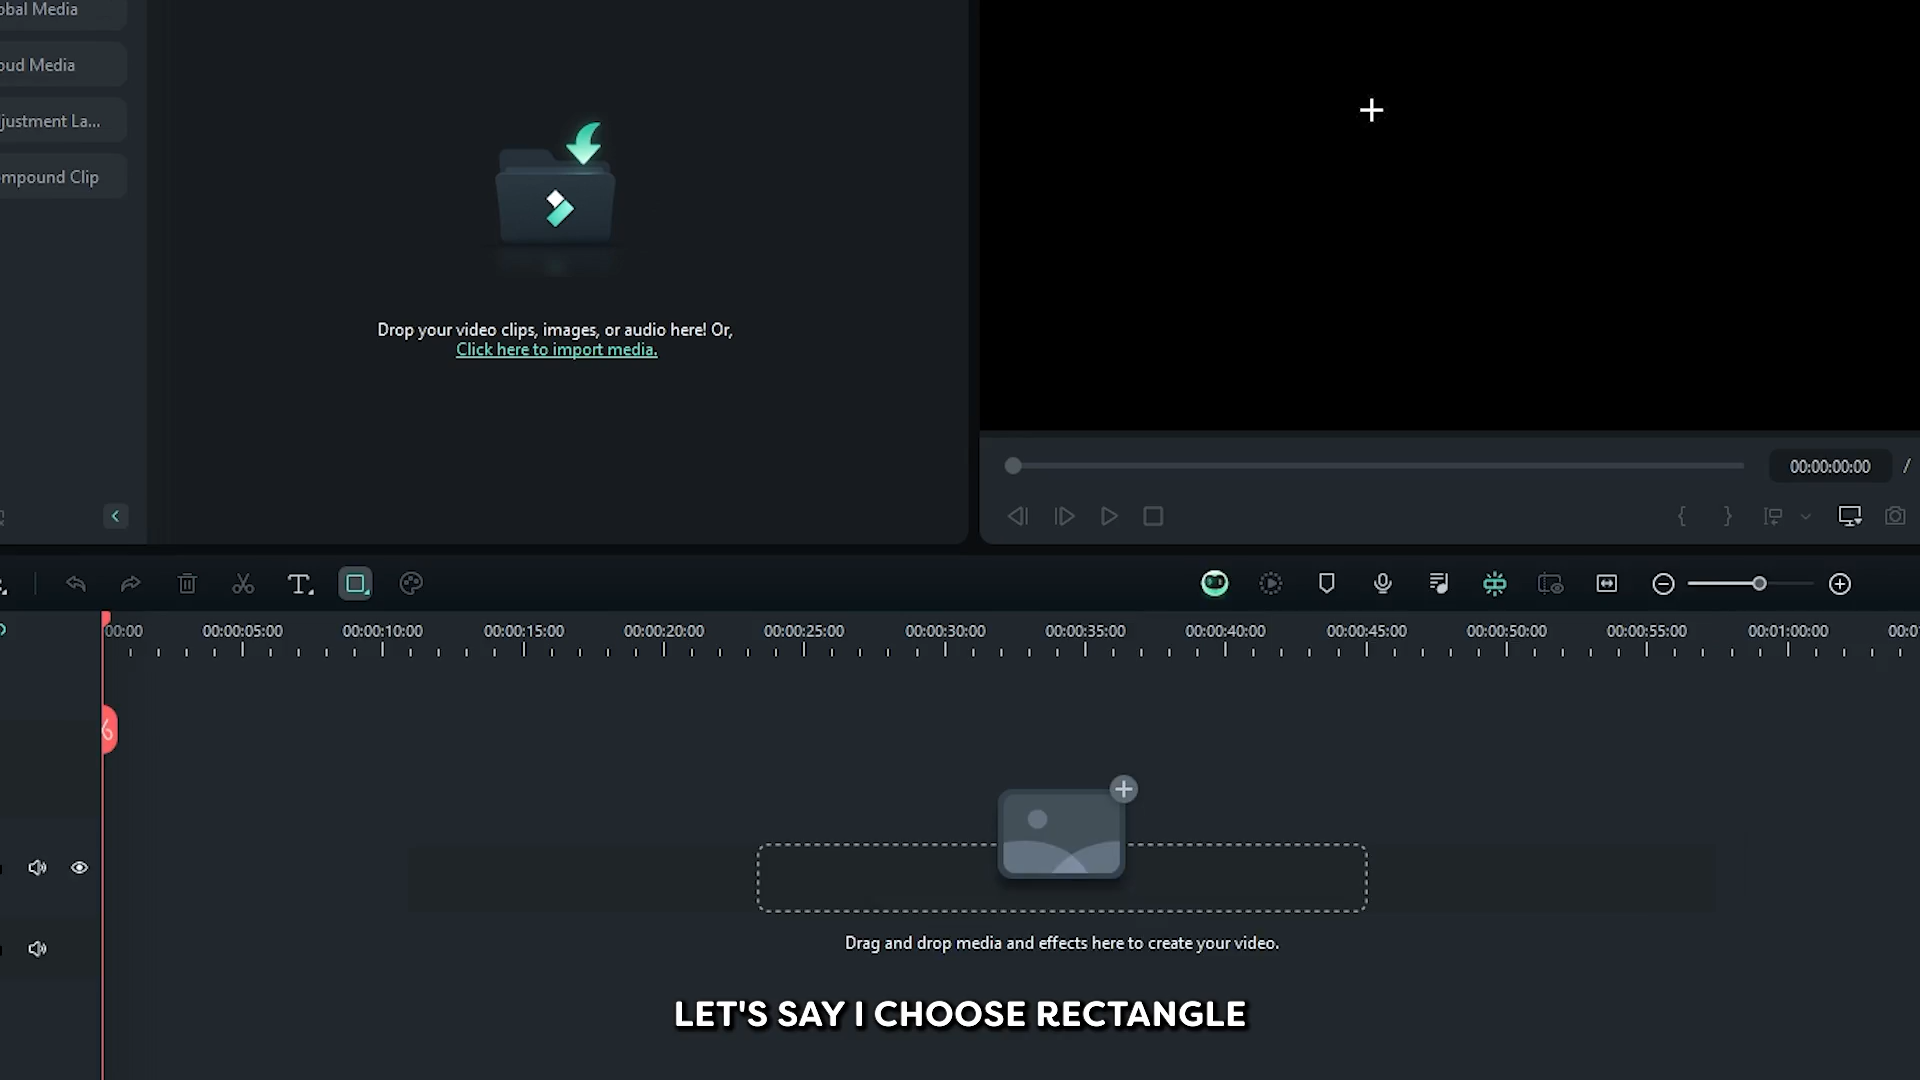 obal Media
oud Media
justment La...
mpound Clip
Drop your video clips, images, or audio here! Or,
Click here to import media.
00:00:00:00 /
00:00 00:00:05:00 00:00:10:00 00:00:15:00 00:00:20:00 00:00:25:00 00:00:30:00 00:00:35:00 00:00:40:00 00:00:45:00 00:00:50:00 00:00:55:00 00:01:00:00 00:0
Drag and drop media and effects here to create your video.
LET'S SAY I CHOOSE RECTANGLE